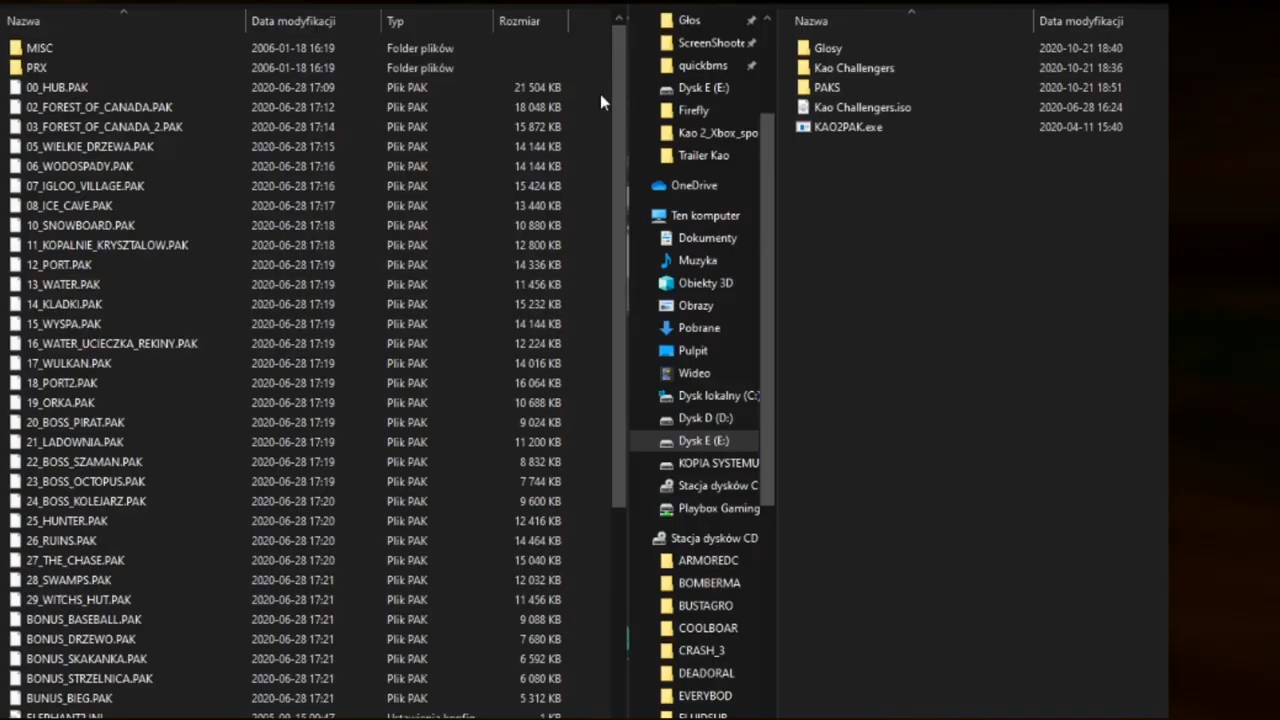 Nazwa Data modyfikacji Typ Rozmiar
MISC 2006-01-18 16:19 Folder plików
PRX 2006-01-18 16:19 Folder plików
00_HUB.PAK 2020-06-28 17:09 Plik PAK 21 504 KB
02_FOREST_OF_CANADA.PAK 2020-06-28 17:12 Plik PAK 18 048 KB
03_FOREST_OF_CANADA_2.PAK 2020-06-28 17:14 Plik PAK 15 872 KB
05_WIELKIE_DRZEWA.PAK 2020-06-28 17:15 Plik PAK 14 144 KB
06_WODOSPADY.PAK 2020-06-28 17:16 Plik PAK 14 144 KB
07_IGLOO_VILLAGE.PAK 2020-06-28 17:16 Plik PAK 15 424 KB
08_ICE_CAVE.PAK 2020-06-28 17:17 Plik PAK 13 440 KB
10_SNOWBOARD.PAK 2020-06-28 17:18 Plik PAK 10 880 KB
11_KOPALNIE_KRYSZTALOW.PAK 2020-06-28 17:18 Plik PAK 12 800 KB
12_PORT.PAK 2020-06-28 17:19 Plik PAK 14 336 KB
13_WATER.PAK 2020-06-28 17:19 Plik PAK 11 456 KB
14_KLADKI.PAK 2020-06-28 17:19 Plik PAK 15 232 KB
15_WYSPA.PAK 2020-06-28 17:19 Plik PAK 14 144 KB
16_WATER_UCIECZKA_REKINY.PAK 2020-06-28 17:19 Plik PAK 12 224 KB
17_WULKAN.PAK 2020-06-28 17:19 Plik PAK 14 016 KB
18_PORT2.PAK 2020-06-28 17:19 Plik PAK 16 064 KB
19_ORKA.PAK 2020-06-28 17:19 Plik PAK 10 688 KB
20_BOSS_PIRAT.PAK 2020-06-28 17:19 Plik PAK 9 024 KB
21_LADOWNIA.PAK 2020-06-28 17:19 Plik PAK 11 200 KB
22_BOSS_SZAMAN.PAK 2020-06-28 17:19 Plik PAK 8 832 KB
23_BOSS_OCTOPUS.PAK 2020-06-28 17:19 Plik PAK 7 744 KB
24_BOSS_KOLEJARZ.PAK 2020-06-28 17:20 Plik PAK 9 600 KB
25_HUNTER.PAK 2020-06-28 17:20 Plik PAK 12 416 KB
26_RUINS.PAK 2020-06-28 17:20 Plik PAK 14 464 KB
27_THE_CHASE.PAK 2020-06-28 17:20 Plik PAK 15 040 KB
28_SWAMPS.PAK 2020-06-28 17:21 Plik PAK 12 032 KB
29_WITCHS_HUT.PAK 2020-06-28 17:21 Plik PAK 11 456 KB
BONUS_BASEBALL.PAK 2020-06-28 17:21 Plik PAK 9 088 KB
BONUS_DRZEWO.PAK 2020-06-28 17:21 Plik PAK 7 680 KB
BONUS_SKAKANKA.PAK 2020-06-28 17:21 Plik PAK 6 592 KB
BONUS_STRZELNICA.PAK 2020-06-28 17:21 Plik PAK 6 080 KB
BUNUS_BIEG.PAK 2020-06-28 17:21 Plik PAK 5 312 KB
ELEPHANT2.INI 2005-09-15 09:47 Ustawienia konfig... 1 KB
Głos
ScreenShoots
quickbms
Dysk E (E:)
Firefly
Kao 2_Xbox_spo
Trailer Kao
OneDrive
Ten komputer
Dokumenty
Muzyka
Obiekty 3D
Obrazy
Pobrane
Pulpit
Wideo
Dysk lokalny (C:)
Dysk D (D:)
Dysk E (E:)
KOPIA SYSTEMU
Stacja dysków C
Playbox Gaming
Stacja dysków CD
ARMOREDC
BOMBERMA
BUSTAGRO
COOLBOAR
CRASH_3
DEADORAL
EVERYBOD
Nazwa Data modyfikacji
Glosy 2020-10-21 18:40
Kao Challengers 2020-10-21 18:36
PAKS 2020-10-21 18:51
Kao Challengers.iso 2020-06-28 16:24
KAO2PAK.exe 2020-04-11 15:40